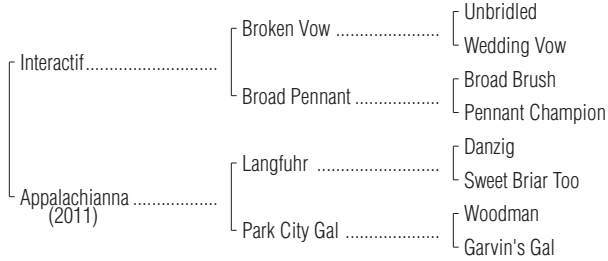 Unbridled
Broken Vow ....................
Wedding Vow
Interactif.........................
Broad Brush
Broad Pennant ................
Pennant Champion
Danzig
Langfuhr .......................
Sweet Briar Too
Appalachianna ................
(2011)
Woodman
Park City Gal ..................
Garvin's Gal